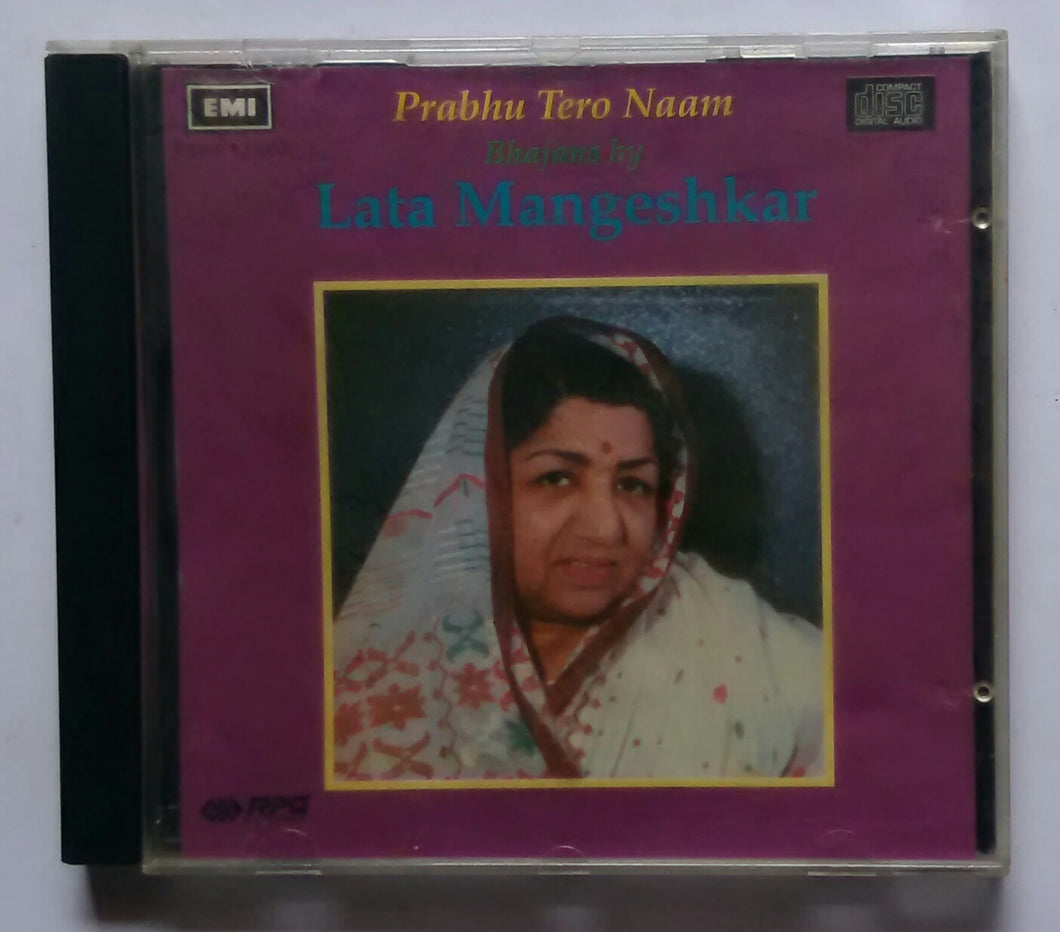 EMI
Prabhu Tero Naam
COMPACT
disc
DIGITAL AUDIO
Bhajans by
Lata Mangeshkar
RPG